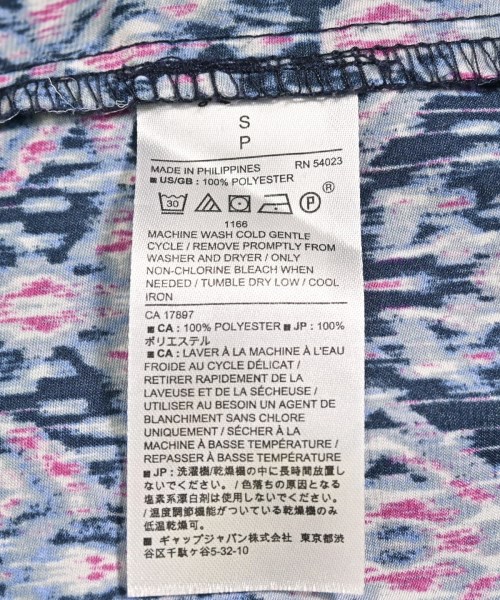 S
P
MADE IN PHILIPPINES RN 54023
■ US/GB : 100% POLYESTER
30 P ®
1166
MACHINE WASH COLD GENTLE
CYCLE / REMOVE PROMPTLY FROM
WASHER AND DRYER / ONLY
NON-CHLORINE BLEACH WHEN
NEEDED / TUMBLE DRY LOW / COOL
IRON
CA 17897
■ CA : 100% POLYESTER ■ JP : 100%
ポリエステル
■ CA : LAVER À LA MACHINE À L'EAU
FROIDE AU CYCLE DÉLICAT /
RETIRER RAPIDEMENT DE LA
LAVEUSE ET DE LA SÉCHEUSE /
UTILISER AU BESOIN UN AGENT DE
BLANCHIMENT SANS CHLORE
UNIQUEMENT / SÉCHER À LA
MACHINE À BASSE TEMPÉRATURE /
REPASSER À BASSE TEMPÉRATURE
■ JP : 洗濯機/乾燥機の中に長時間放置し
ないでください。/ 色落ちの原因となる
塩素系漂白剤は使用しないでください。
/ 温度調節機能がついている乾燥機のみ
低温乾燥可。
■ ギャップジャパン株式会社 東京都渋
谷区千駄ヶ谷5-32-10